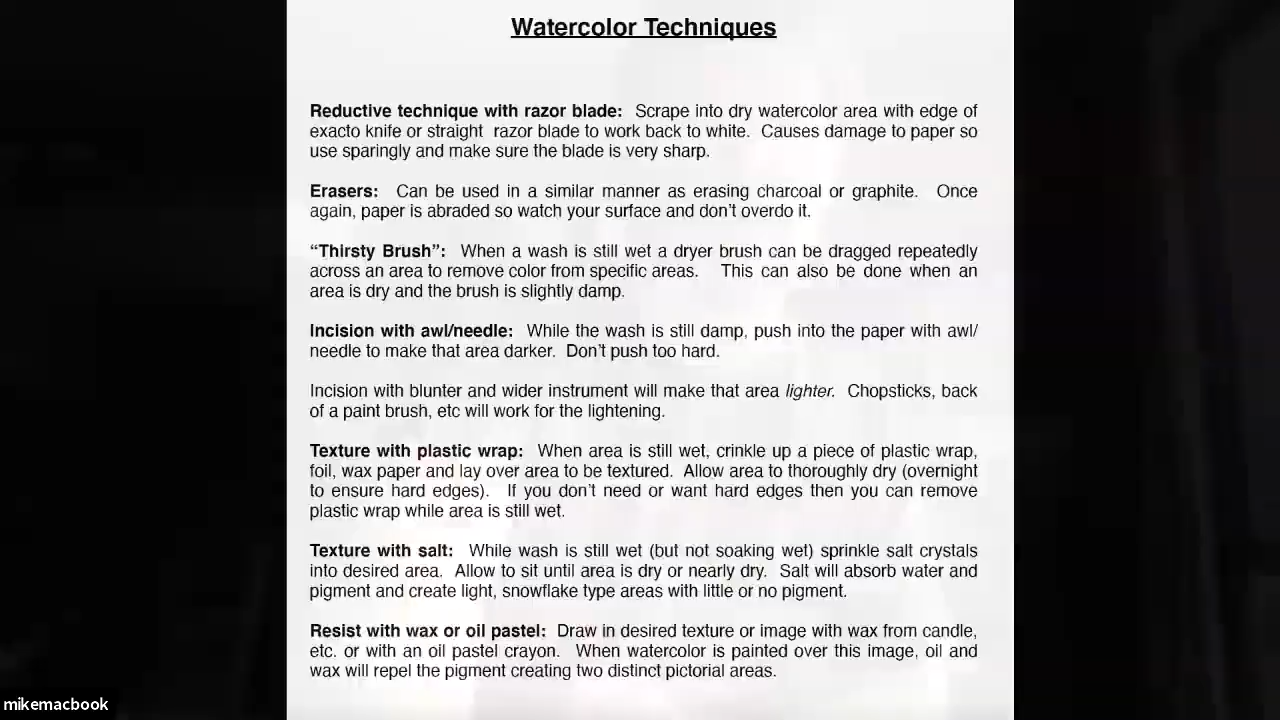 Watercolor Techniques
Reductive technique with razor blade: Scrape into dry watercolor area with edge of
exacto knife or straight razor blade to work back to white. Causes damage to paper so
use sparingly and make sure the blade is very sharp.
Erasers: Can be used in a similar manner as erasing charcoal or graphite. Once
again, paper is abraded so watch your surface and don't overdo it.
“Thirsty Brush”: When a wash is still wet a dryer brush can be dragged repeatedly
across an area to remove color from specific areas. This can also be done when an
area is dry and the brush is slightly damp.
Incision with awl/needle: While the wash is still damp, push into the paper with awl/
needle to make that area darker. Don't push too hard.
Incision with blunter and wider instrument will make that area lighter. Chopsticks, back
of a paint brush, etc will work for the lightening.
Texture with plastic wrap: When area is still wet, crinkle up a piece of plastic wrap,
foil, wax paper and lay over area to be textured. Allow area to thoroughly dry (overnight
to ensure hard edges). If you don't need or want hard edges then you can remove
plastic wrap while area is still wet.
Texture with salt: While wash is still wet (but not soaking wet) sprinkle salt crystals
into desired area. Allow to sit until area is dry or nearly dry. Salt will absorb water and
pigment and create light, snowflake type areas with little or no pigment.
Resist with wax or oil pastel: Draw in desired texture or image with wax from candle,
etc. or with an oil pastel crayon. When watercolor is painted over this image, oil and
wax will repel the pigment creating two distinct pictorial areas.
mikemacbook